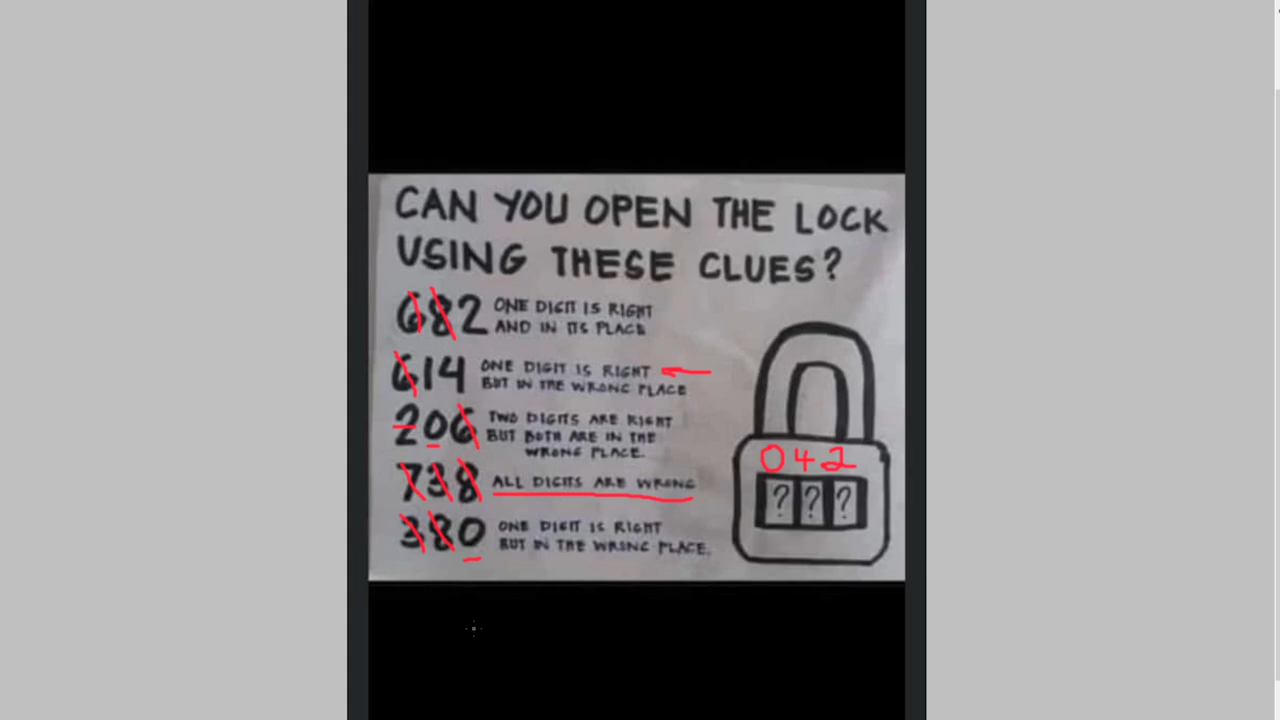 CAN YOU OPEN THE LOCK
USING THESE CLUES?
682 ONE DIGIT IS RIGHT
AND IN ITS PLACE
614 ONE DIGIT IS RIGHT
BUT IN THE WRONG PLACE
206 TWO DIGITS ARE RIGHT
BUT BOTH ARE IN THE
WRONG PLACE.
738 ALL DIGITS ARE WRONG
380 ONE DIGIT IS RIGHT
BUT IN THE WRONG PLACE.
042
???